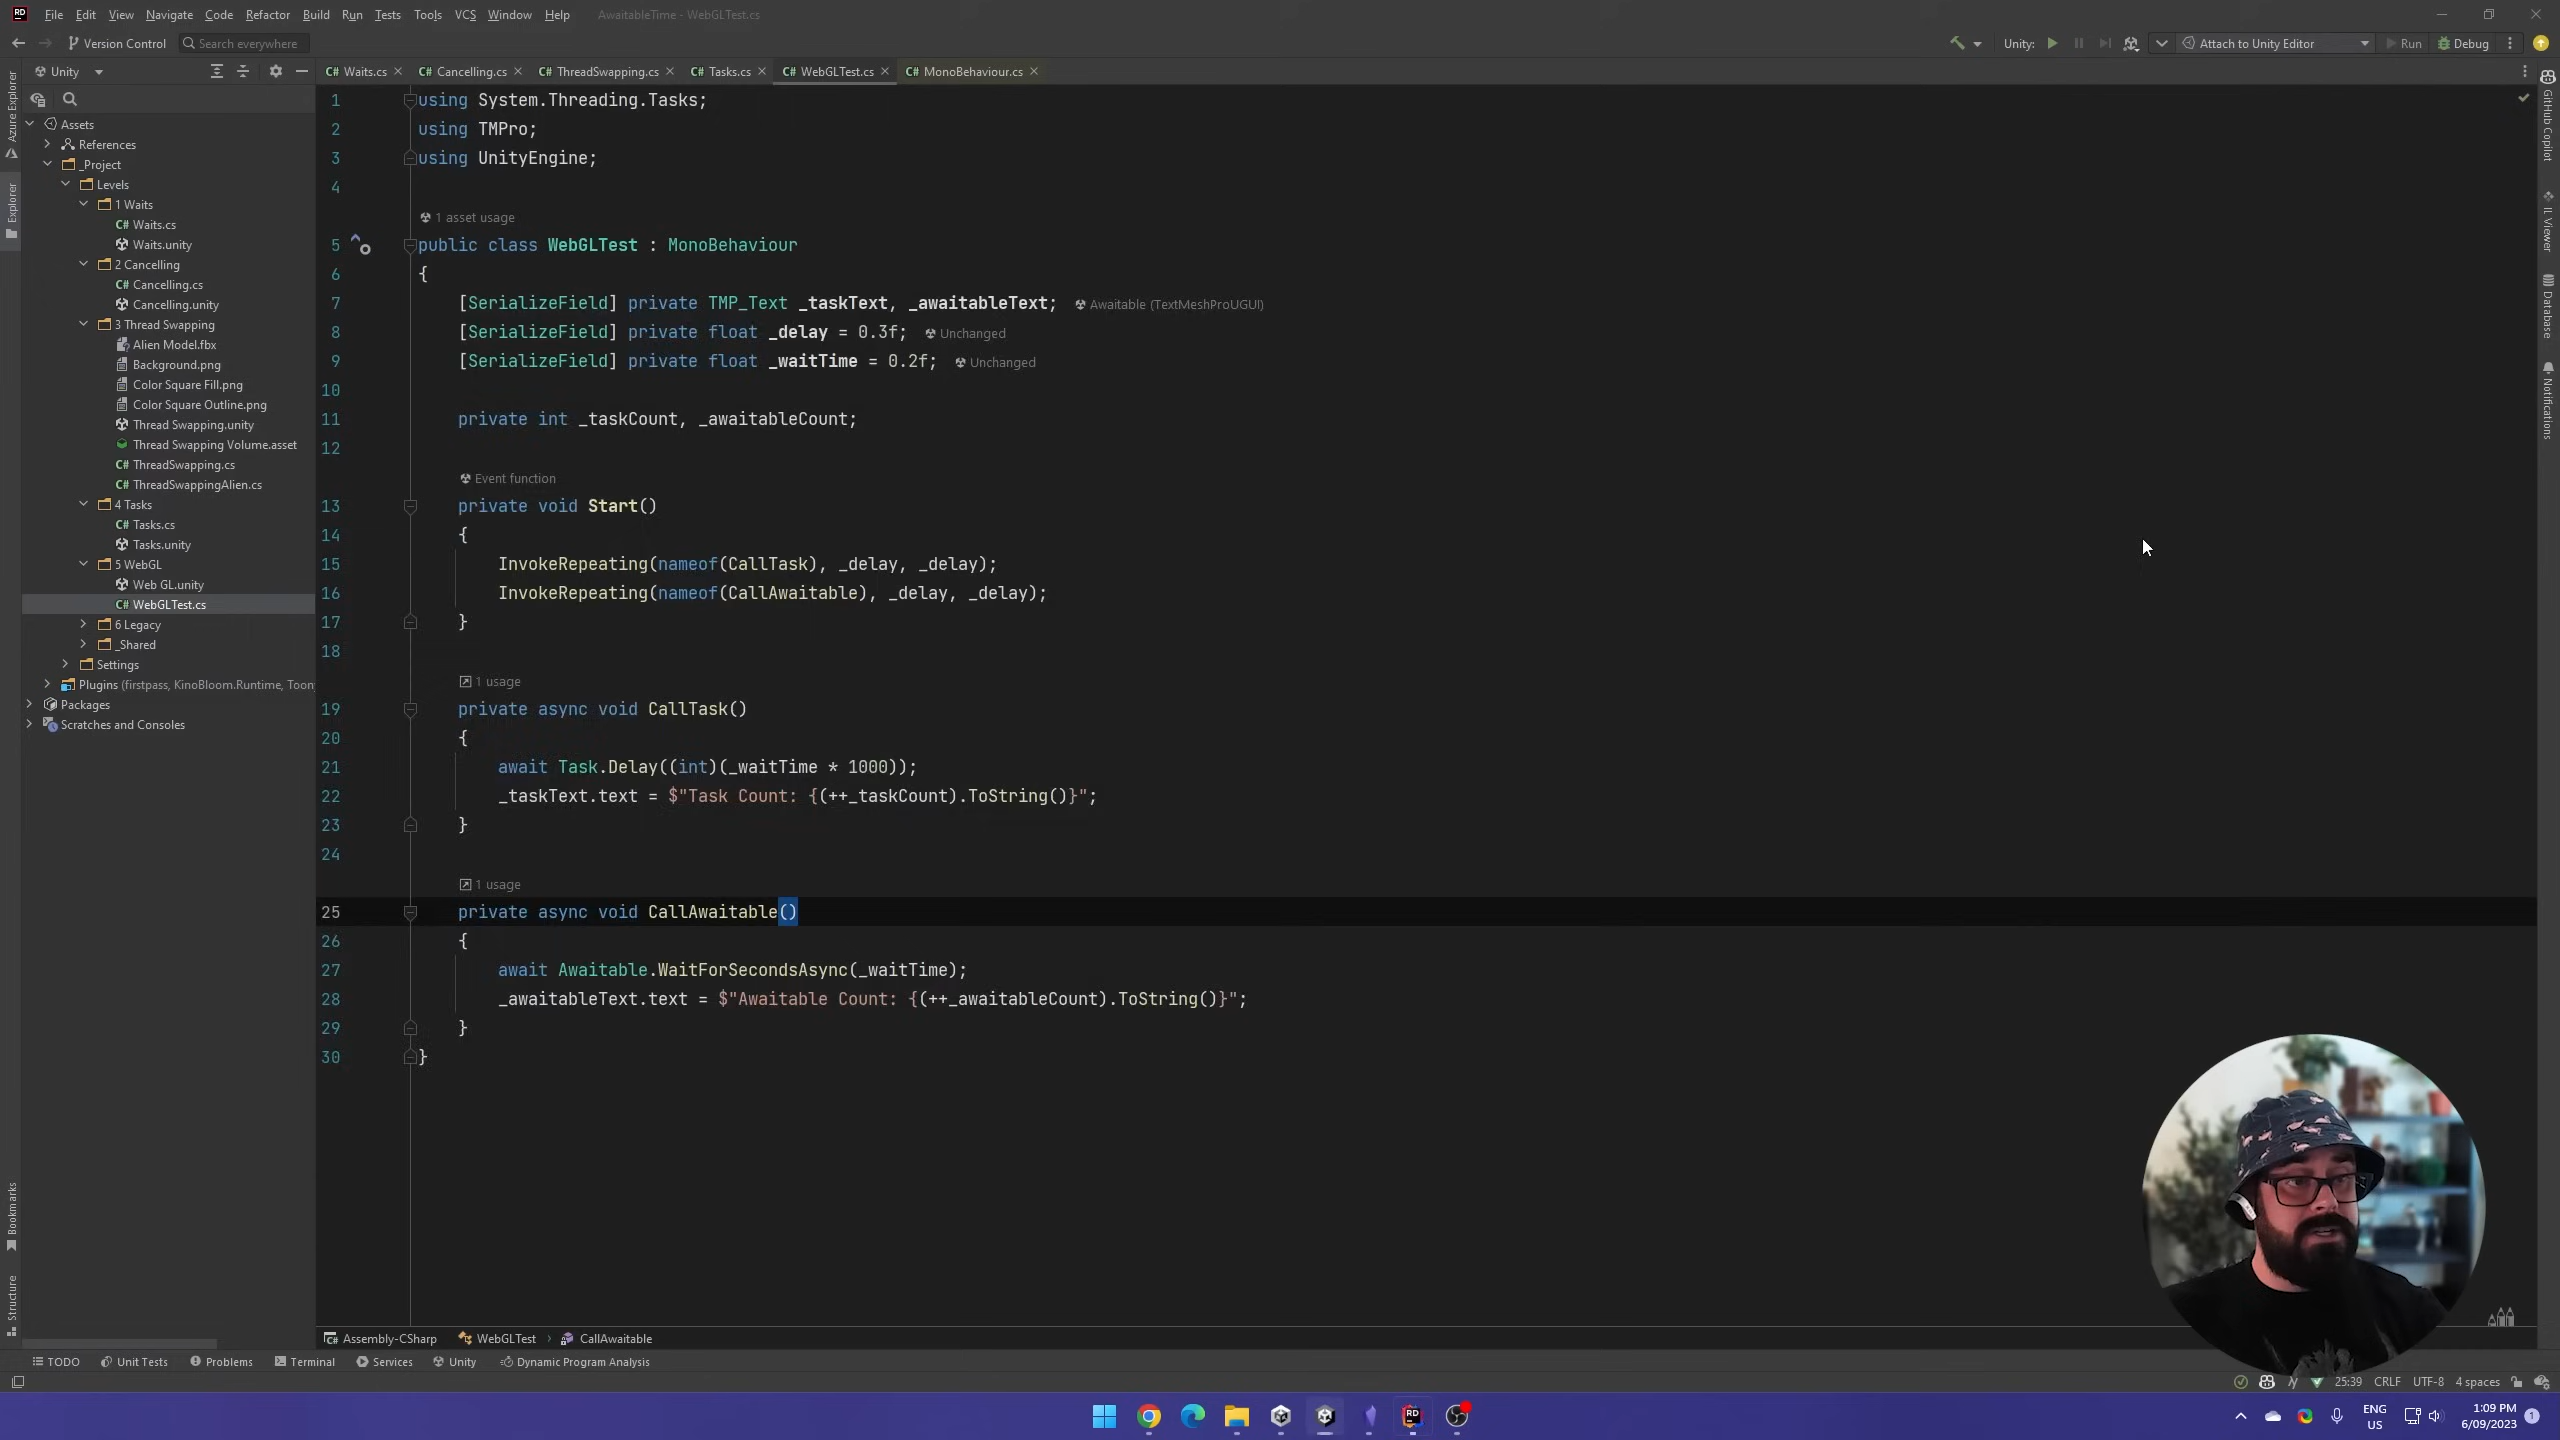 File Edit View Navigate Code Refactor Build Run Tests Tools VCS Window Help AwaitableTime - WebGLTest.cs
Version Control Search everywhere Unity: Attach to Unity Editor Run Debug
Unity
Waits.cs Cancelling.cs ThreadSwapping.cs Tasks.cs WebGLTest.cs MonoBehaviour.cs
Azure Explorer
Explorer
Bookmarks
Structure
Assets
References
_Project
Levels
1 Waits
Waits.cs
Waits.unity
2 Cancelling
Cancelling.cs
Cancelling.unity
3 Thread Swapping
Alien Model.fbx
Background.png
Color Square Fill.png
Color Square Outline.png
Thread Swapping.unity
Thread Swapping Volume.asset
ThreadSwapping.cs
ThreadSwappingAlien.cs
4 Tasks
Tasks.cs
Tasks.unity
5 WebGL
Web GL.unity
WebGLTest.cs
6 Legacy
_Shared
Settings
Plugins (firstpass, KinoBloom.Runtime, Toon
Packages
Scratches and Consoles
1 using System.Threading.Tasks;
2 using TMPro;
3 using UnityEngine;
4
1 asset usage
5 public class WebGLTest : MonoBehaviour
6 {
7 [SerializeField] private TMP_Text _taskText, _awaitableText; Awaitable (TextMeshProUGUI)
8 [SerializeField] private float _delay = 0.3f; Unchanged
9 [SerializeField] private float _waitTime = 0.2f; Unchanged
10
11 private int _taskCount, _awaitableCount;
12
Event function
13 private void Start()
14 {
15 InvokeRepeating(nameof(CallTask), _delay, _delay);
16 InvokeRepeating(nameof(CallAwaitable), _delay, _delay);
17 }
18
1 usage
19 private async void CallTask()
20 {
21 await Task.Delay((int)(_waitTime * 1000));
22 _taskText.text = $"Task Count: {(++_taskCount).ToString()}";
23 }
24
1 usage
25 private async void CallAwaitable()
26 {
27 await Awaitable.WaitForSecondsAsync(_waitTime);
28 _awaitableText.text = $"Awaitable Count: {(++_awaitableCount).ToString()}";
29 }
30 }
GitHub Copilot
IL Viewer
Database
Notifications
Assembly-CSharp WebGLTest CallAwaitable
TODO Unit Tests Problems Terminal Services Unity Dynamic Program Analysis
25:39 CRLF UTF-8 4 spaces
ENG
US
1:09 PM
6/09/2023
1